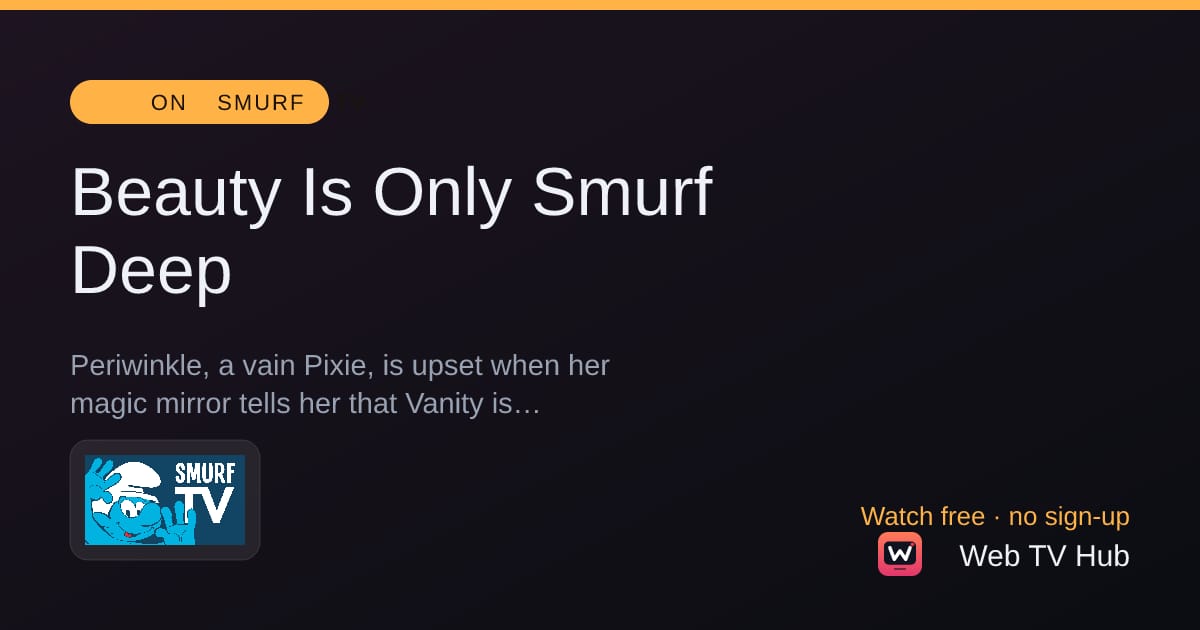 ON SMURF
Beauty Is Only Smurf
Deep
Periwinkle, a vain Pixie, is upset when her
magic mirror tells her that Vanity is…
SMURF
TV
Watch free · no sign-up
W
Web TV Hub